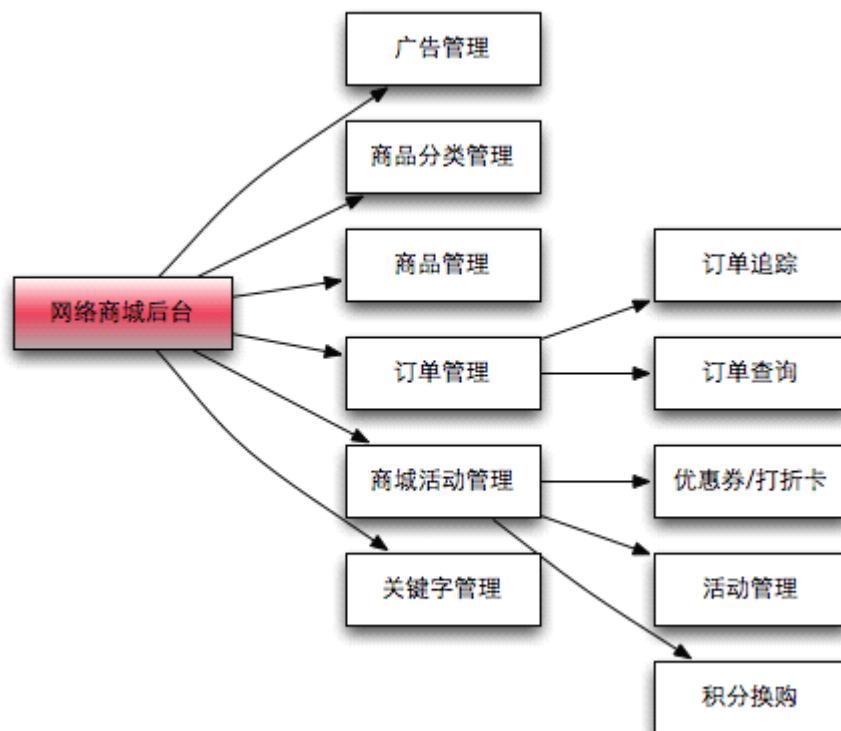 广告管理
商品分类管理
商品管理
订单追踪
网络商城后台
订单管理
订单查询
商城活动管理
优惠券/打折卡
关键字管理
活动管理
积分换购